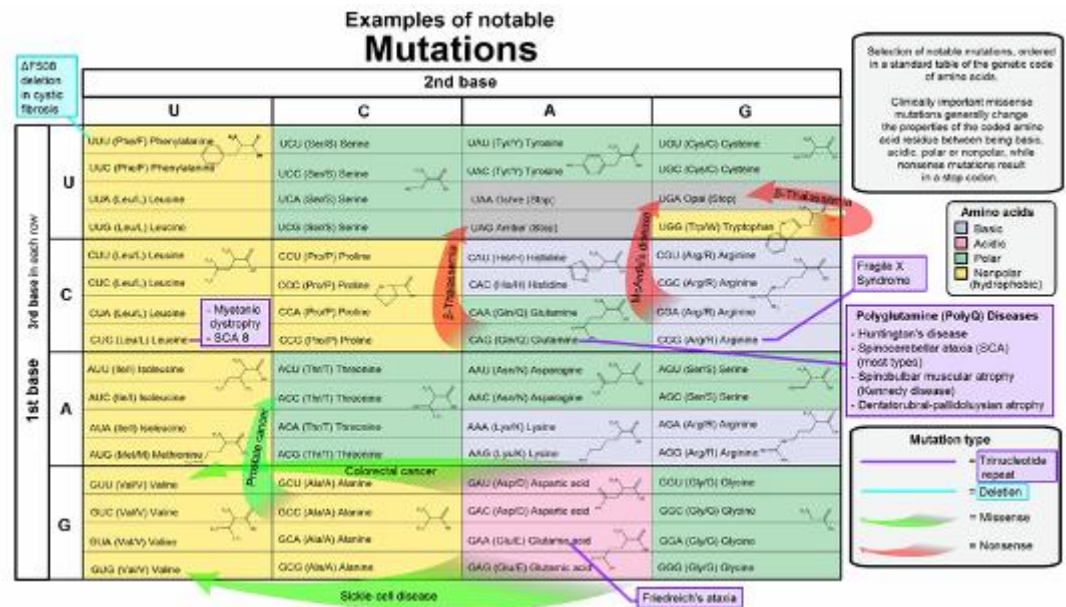 Examples of notable
Mutations
ΔF508
deletion
in cystic
fibrosis
2nd base
U C A G
1st base
3rd base in each row
U
UUU (Phe/F) Phenylalanine
UUC (Phe/F) Phenylalanine
UUA (Leu/L) Leucine
UUG (Leu/L) Leucine
UCU (Ser/S) Serine
UCC (Ser/S) Serine
UCA (Ser/S) Serine
UCG (Ser/S) Serine
UAU (Tyr/Y) Tyrosine
UAC (Tyr/Y) Tyrosine
UAA Ochre (Stop)
UAG Amber (Stop)
UGU (Cys/C) Cysteine
UGC (Cys/C) Cysteine
UGA Opal (Stop)
UGG (Trp/W) Tryptophan
β-Thalassemia
C
CUU (Leu/L) Leucine
CUC (Leu/L) Leucine
CUA (Leu/L) Leucine
CUG (Leu/L) Leucine
- Myotonic
dystrophy
- SCA 8
CCU (Pro/P) Proline
CCC (Pro/P) Proline
CCA (Pro/P) Proline
CCG (Pro/P) Proline
β-Thalassemia
CAU (His/H) Histidine
CAC (His/H) Histidine
CAA (Gln/Q) Glutamine
CAG (Gln/Q) Glutamine
McArdle's disease
CGU (Arg/R) Arginine
CGC (Arg/R) Arginine
CGA (Arg/R) Arginine
CGG (Arg/R) Arginine
A
AUU (Ile/I) Isoleucine
AUC (Ile/I) Isoleucine
AUA (Ile/I) Isoleucine
AUG (Met/M) Methionine
Prostate cancer
ACU (Thr/T) Threonine
ACC (Thr/T) Threonine
ACA (Thr/T) Threonine
ACG (Thr/T) Threonine
AAU (Asn/N) Asparagine
AAC (Asn/N) Asparagine
AAA (Lys/K) Lysine
AAG (Lys/K) Lysine
AGU (Ser/S) Serine
AGC (Ser/S) Serine
AGA (Arg/R) Arginine
AGG (Arg/R) Arginine
Colorectal cancer
G
GUU (Val/V) Valine
GUC (Val/V) Valine
GUA (Val/V) Valine
GUG (Val/V) Valine
GCU (Ala/A) Alanine
GCC (Ala/A) Alanine
GCA (Ala/A) Alanine
GCG (Ala/A) Alanine
GAU (Asp/D) Aspartic acid
GAC (Asp/D) Aspartic acid
GAA (Glu/E) Glutamic acid
GAG (Glu/E) Glutamic acid
GGU (Gly/G) Glycine
GGC (Gly/G) Glycine
GGA (Gly/G) Glycine
GGG (Gly/G) Glycine
Sickle-cell disease
Friedreich's ataxia
Selection of notable mutations, ordered
in a standard table of the genetic code
of amino acids.
Clinically important missense
mutations generally change
the properties of the coded amino
acid residue between being basic,
acidic, polar or nonpolar, while
nonsense mutations result
in a stop codon.
Amino acids
Basic
Acidic
Polar
Nonpolar
(hydrophobic)
Fragile X
Syndrome
Polyglutamine (PolyQ) Diseases
- Huntington's disease
- Spinocerebellar ataxia (SCA)
(most types)
- Spinobulbar muscular atrophy
(Kennedy disease)
- Dentatorubral-pallidoluysian atrophy
Mutation type
= Trinucleotide
repeat
= Deletion
= Missense
= Nonsense